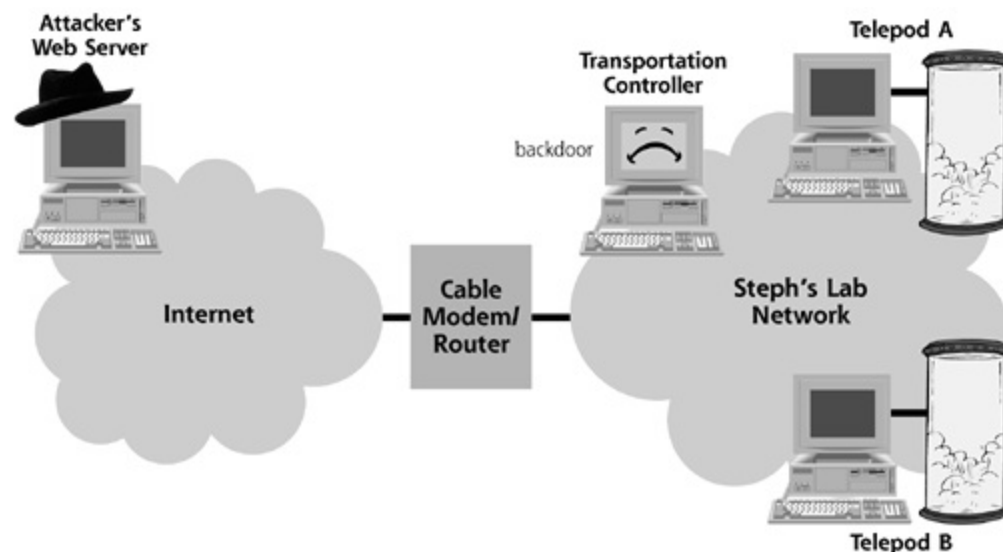 Attacker's
Web Server
Telepod A
Transportation
Controller
backdoor
Internet
Cable
Modem/
Router
Steph's Lab
Network
Telepod B